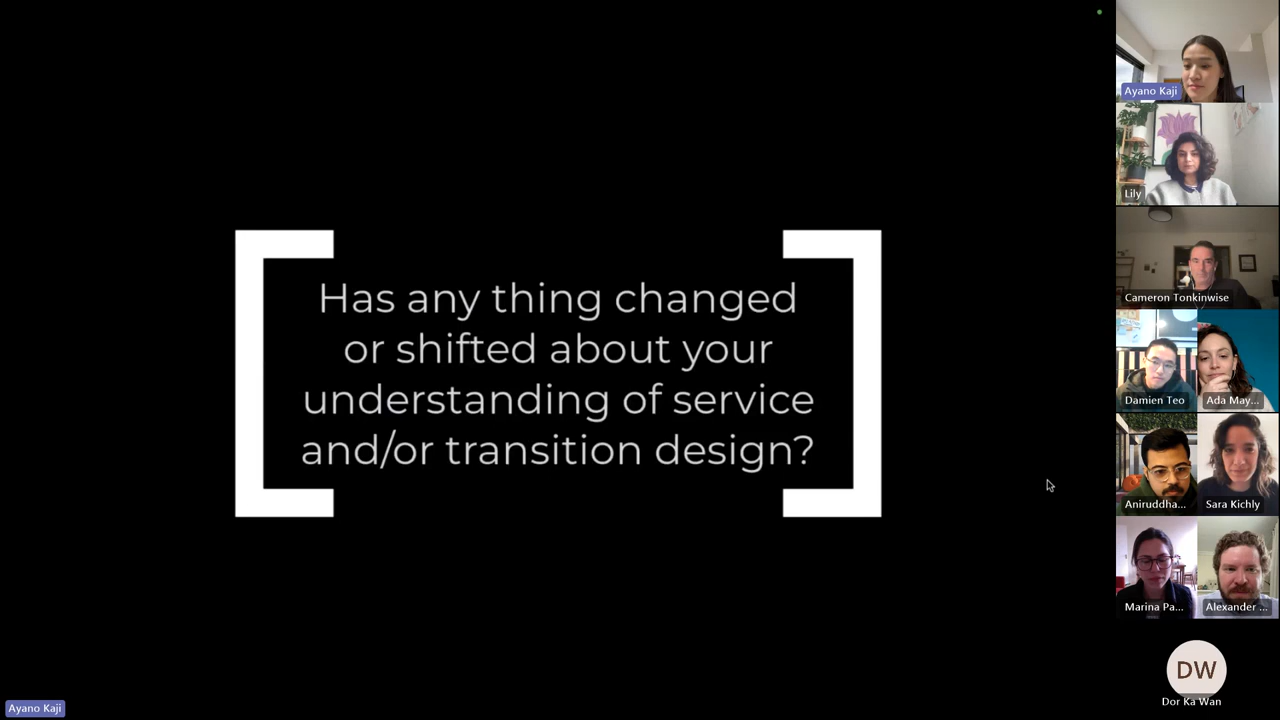 Has any thing changed
or shifted about your
understanding of service
and/or transition design?
Ayano Kaji
Lily
Cameron Tonkinwise
Damien Teo
Ada May...
Aniruddha...
Sara Kichly
Marina Pa...
Alexander ...
DW
Dor Ka Wan
Ayano Kaji